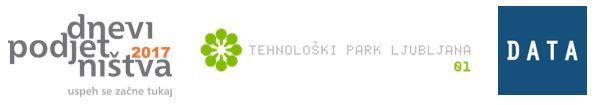 dnevi
podjet
2017
ništva
uspeh se začne tukaj
TEHNOLOŠKI PARK LJUBLJANA
01
DATA